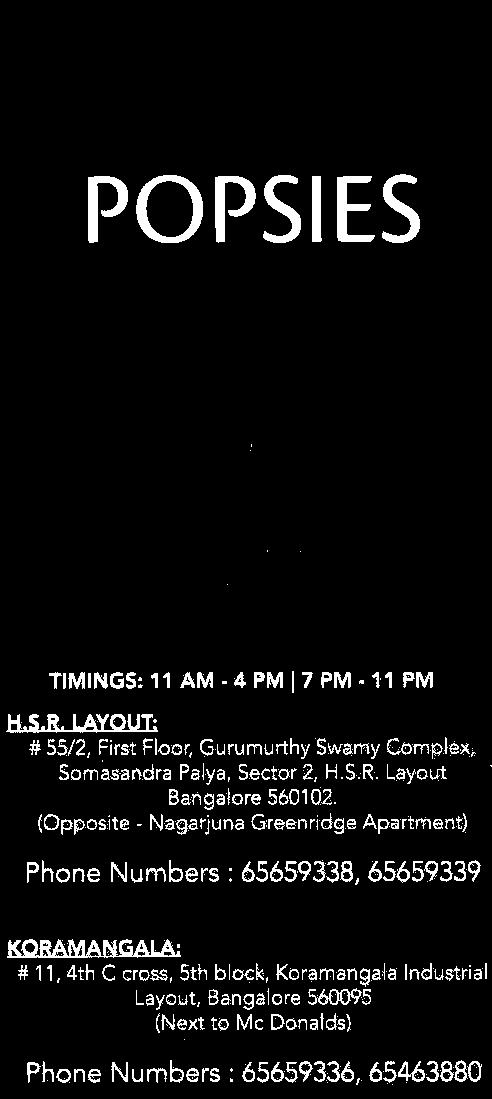 POPSIES
TIMINGS: 11 AM - 4 PM | 7 PM - 11 PM
H.S.R. LAYOUT:
# 55/2, First Floor, Gurumurthy Swamy Complex,
Somasandra Palya, Sector 2, H.S.R. Layout
Bangalore 560102.
(Opposite - Nagarjuna Greenridge Apartment)
Phone Numbers : 65659338, 65659339
KORAMANGALA:
# 11, 4th C cross, 5th block, Koramangala Industrial
Layout, Bangalore 560095
(Next to Mc Donalds)
Phone Numbers : 65659336, 65463880